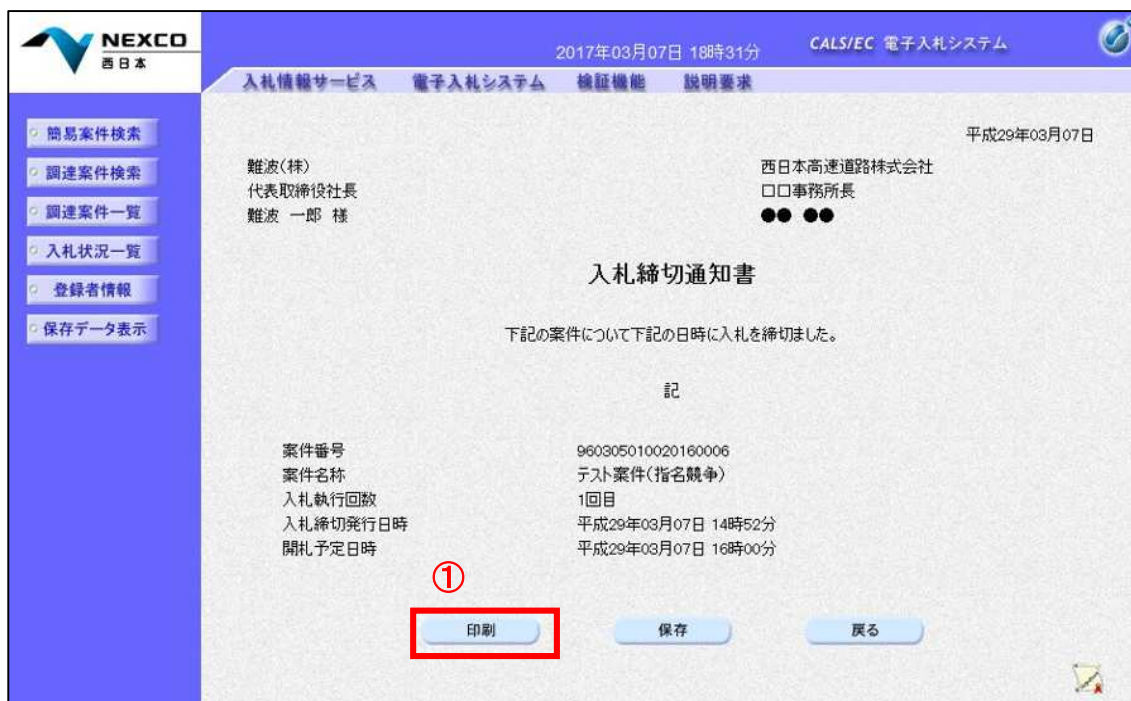 NEXCO
西日本
2017年03月07日 18時31分
CALS/EC 電子入札システム
入札情報サービス 電子入札システム 検証機能 説明要求
簡易案件検索
調達案件検索
調達案件一覧
入札状況一覧
登録者情報
保存データ表示
平成29年03月07日
難波(株)
代表取締役社長
難波 一郎 様
西日本高速道路株式会社
口口事務所長
●● ●●
入札締切通知書
下記の案件について下記の日時に入札を締切ました。
記
案件番号 960305010020160006
案件名称 テスト案件(指名競争)
入札執行回数 1回目
入札締切発行日時 平成29年03月07日 14時52分
開札予定日時 平成29年03月07日 16時00分
①
印刷 保存 戻る